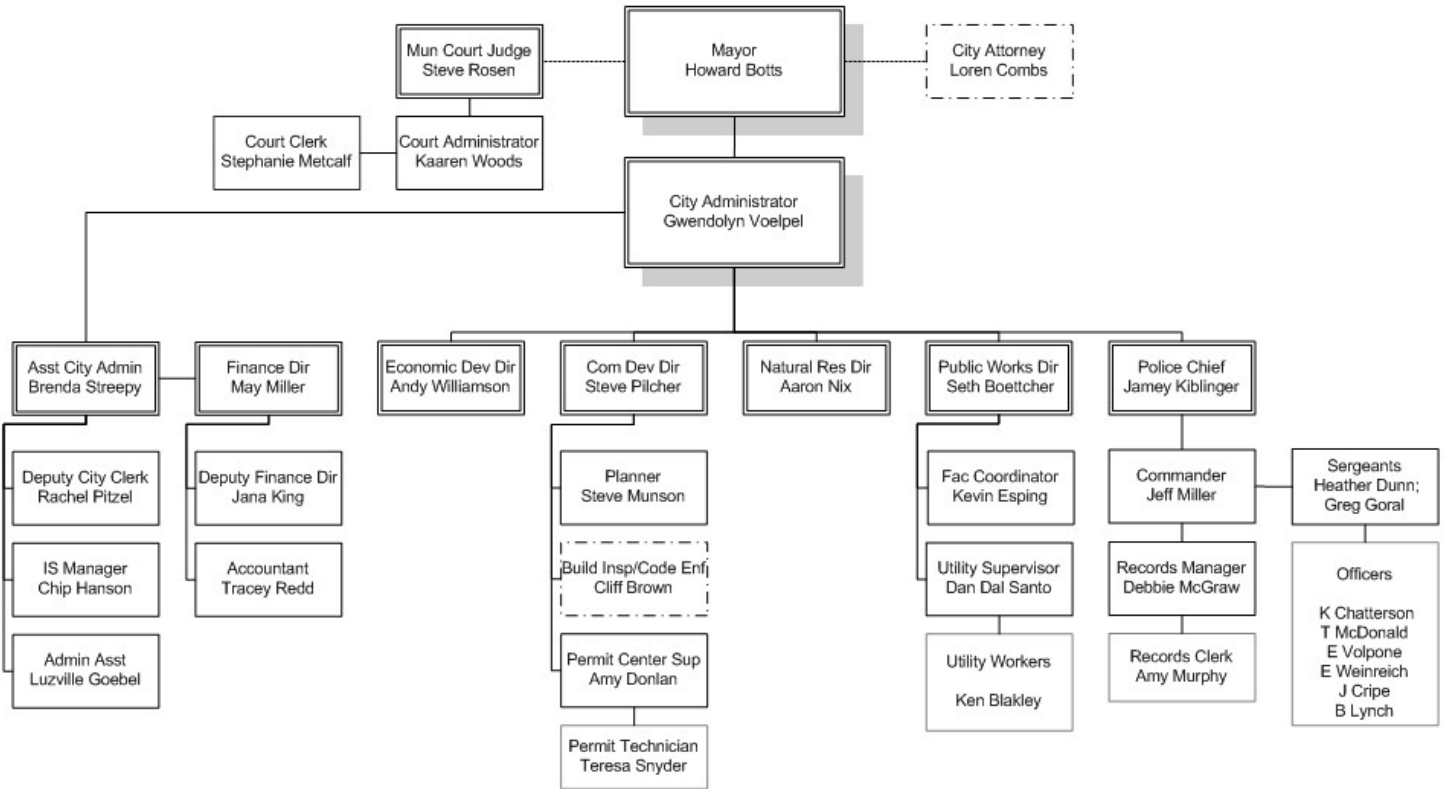 Mun Court Judge
Steve Rosen
Mayor
Howard Botts
City Attorney
Loren Combs
Court Clerk
Stephanie Metcalf
Court Administrator
Kaaren Woods
City Administrator
Gwendolyn Voelpel
Asst City Admin
Brenda Streepy
Finance Dir
May Miller
Economic Dev Dir
Andy Williamson
Com Dev Dir
Steve Pilcher
Natural Res Dir
Aaron Nix
Public Works Dir
Seth Boettcher
Police Chief
Jamey Kiblinger
Deputy City Clerk
Rachel Pitzel
IS Manager
Chip Hanson
Admin Asst
Luzville Goebel
Deputy Finance Dir
Jana King
Accountant
Tracey Redd
Planner
Steve Munson
Build Insp/Code Enf
Cliff Brown
Permit Center Sup
Amy Donlan
Permit Technician
Teresa Snyder
Fac Coordinator
Kevin Esping
Utility Supervisor
Dan Dal Santo
Utility Workers
Ken Blakley
Commander
Jeff Miller
Records Manager
Debbie McGraw
Records Clerk
Amy Murphy
Sergeants
Heather Dunn;
Greg Goral
Officers
K Chatterson
T McDonald
E Volpone
E Weinreich
J Cripe
B Lynch